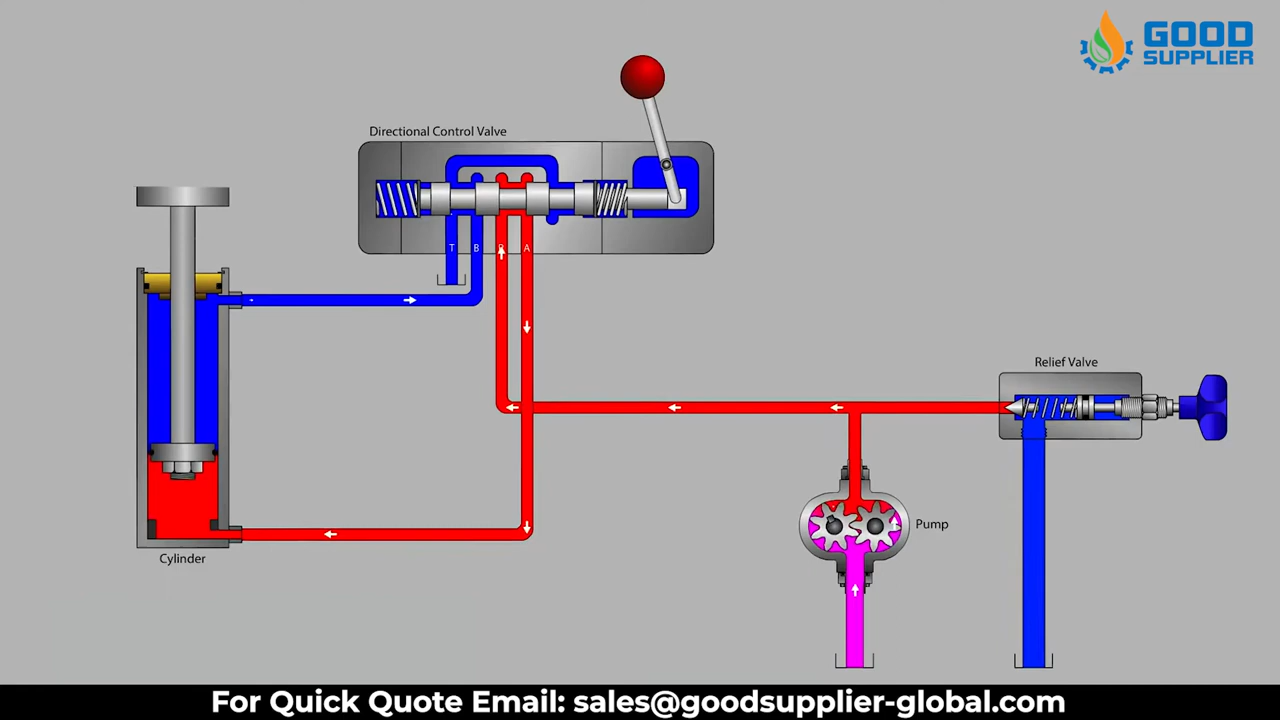 GOOD
SUPPLIER
Directional Control Valve
T B P A
Relief Valve
Pump
Cylinder
For Quick Quote Email: sales@goodsupplier-global.com